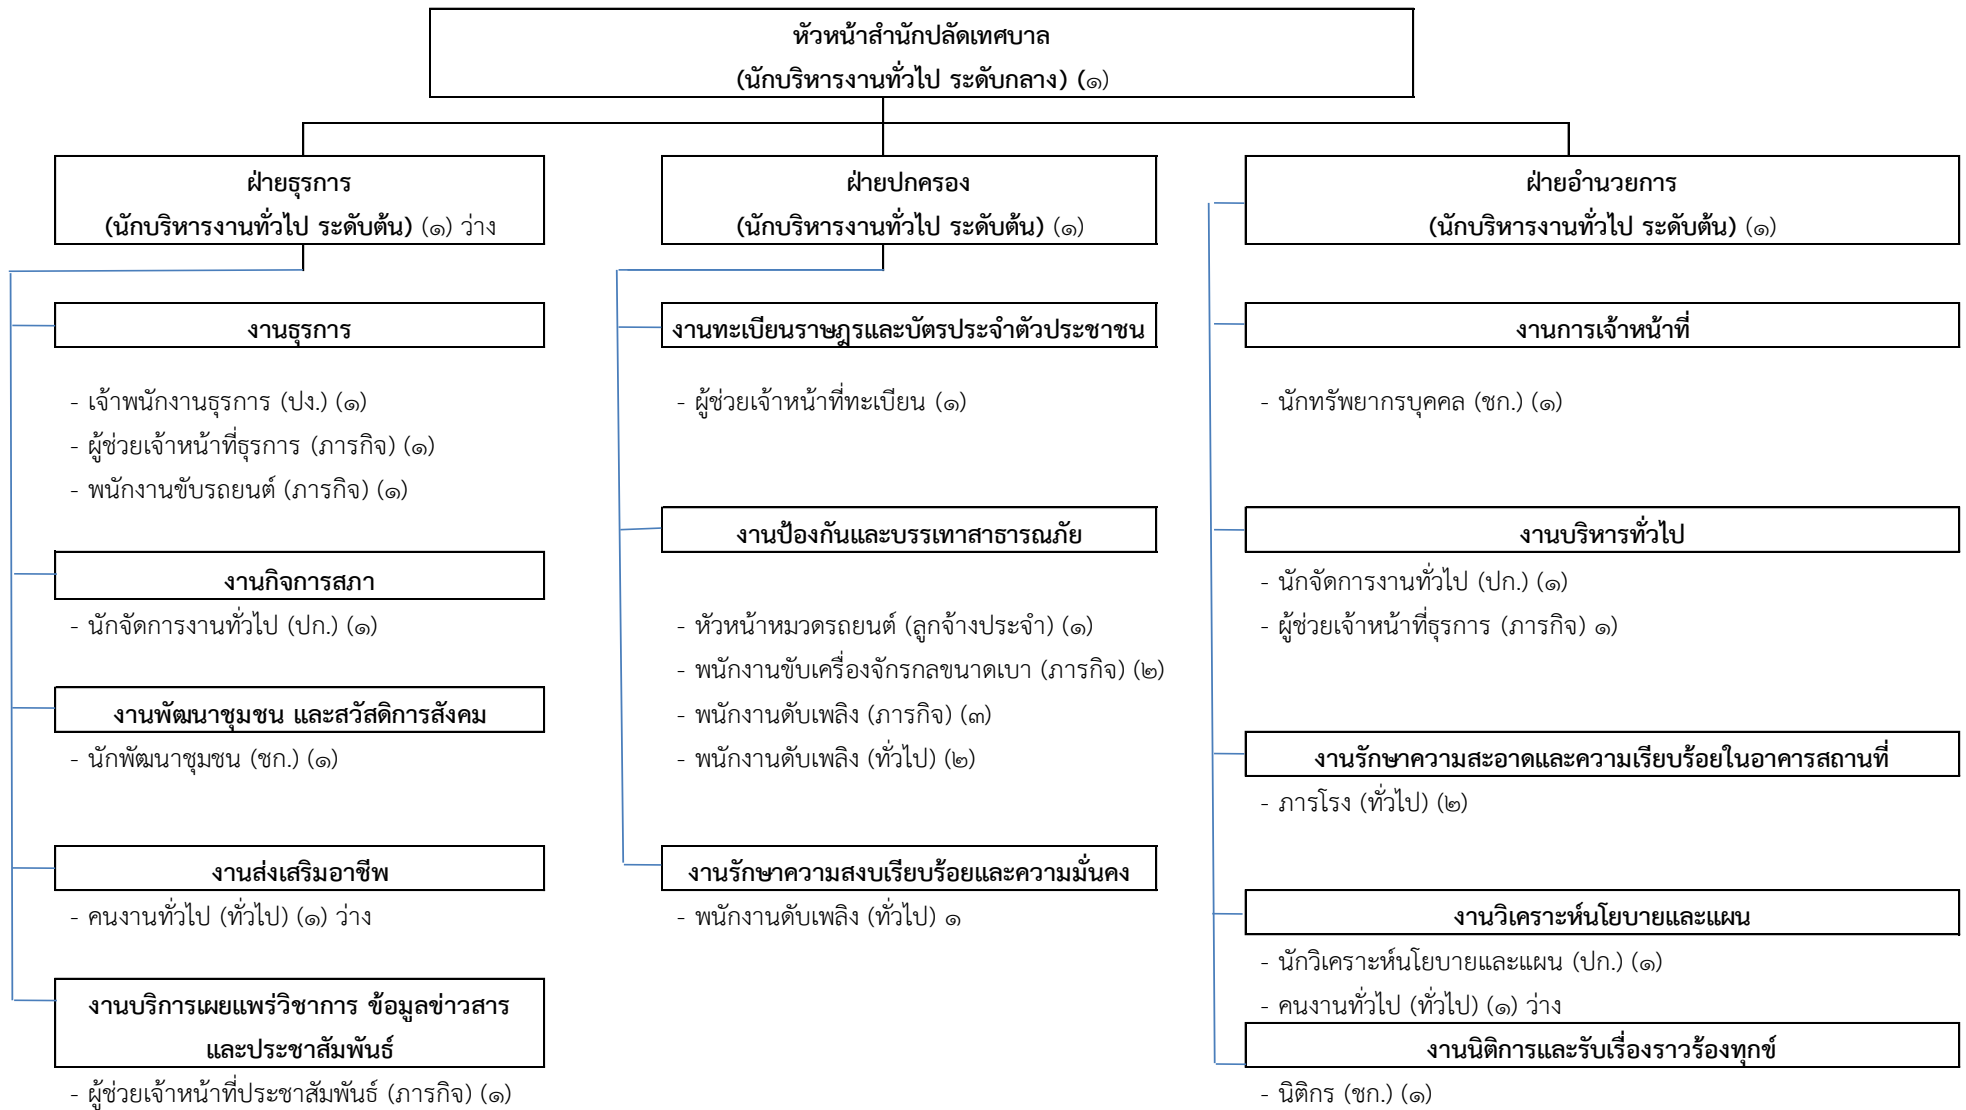 หัวหน้าสำนักปลัดเทศบาล
(นักบริหารงานทั่วไป ระดับกลาง) (๑)
ฝ่ายธุรการ
(นักบริหารงานทั่วไป ระดับต้น) (๑) ว่าง
งานธุรการ
- เจ้าพนักงานธุรการ (ปง.) (๑)
- ผู้ช่วยเจ้าหน้าที่ธุรการ (ภารกิจ) (๑)
- พนักงานขับรถยนต์ (ภารกิจ) (๑)
งานกิจการสภา
- นักจัดการงานทั่วไป (ปก.) (๑)
งานพัฒนาชุมชน และสวัสดิการสังคม
- นักพัฒนาชุมชน (ชก.) (๑)
งานส่งเสริมอาชีพ
- คนงานทั่วไป (ทั่วไป) (๑) ว่าง
งานบริการเผยแพร่วิชาการ ข้อมูลข่าวสาร
และประชาสัมพันธ์
- ผู้ช่วยเจ้าหน้าที่ประชาสัมพันธ์ (ภารกิจ) (๑)
ฝ่ายปกครอง
(นักบริหารงานทั่วไป ระดับต้น) (๑)
งานทะเบียนราษฎรและบัตรประจำตัวประชาชน
- ผู้ช่วยเจ้าหน้าที่ทะเบียน (๑)
งานป้องกันและบรรเทาสาธารณภัย
- หัวหน้าหมวดรถยนต์ (ลูกจ้างประจำ) (๑)
- พนักงานขับเครื่องจักรกลขนาดเบา (ภารกิจ) (๒)
- พนักงานดับเพลิง (ภารกิจ) (๓)
- พนักงานดับเพลิง (ทั่วไป) (๒)
งานรักษาความสงบเรียบร้อยและความมั่นคง
- พนักงานดับเพลิง (ทั่วไป) ๑
ฝ่ายอำนวยการ
(นักบริหารงานทั่วไป ระดับต้น) (๑)
งานการเจ้าหน้าที่
- นักทรัพยากรบุคคล (ชก.) (๑)
งานบริหารทั่วไป
- นักจัดการงานทั่วไป (ปก.) (๑)
- ผู้ช่วยเจ้าหน้าที่ธุรการ (ภารกิจ) ๑)
งานรักษาความสะอาดและความเรียบร้อยในอาคารสถานที่
- ภารโรง (ทั่วไป) (๒)
งานวิเคราะห์นโยบายและแผน
- นักวิเคราะห์นโยบายและแผน (ปก.) (๑)
- คนงานทั่วไป (ทั่วไป) (๑) ว่าง
งานนิติการและรับเรื่องราวร้องทุกข์
- นิติกร (ชก.) (๑)